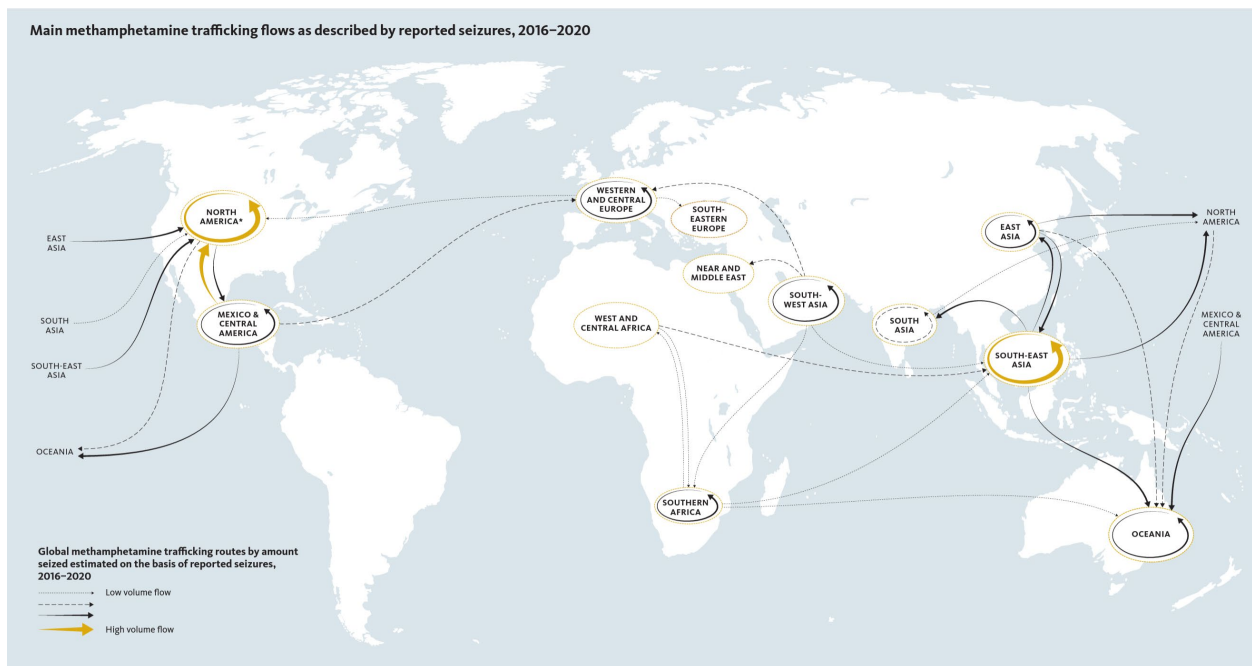 Main methamphetamine trafficking flows as described by reported seizures, 2016–2020
NORTH
AMERICA*
WESTERN
AND CENTRAL
EUROPE
SOUTH-
EASTERN
EUROPE
EAST
ASIA
NORTH
AMERICA
EAST
ASIA
NEAR AND
MIDDLE EAST
SOUTH-
WEST ASIA
MEXICO &
CENTRAL
AMERICA
WEST AND
CENTRAL AFRICA
SOUTH
ASIA
MEXICO &
CENTRAL
AMERICA
SOUTH
ASIA
SOUTH-EAST
ASIA
SOUTH-EAST
ASIA
OCEANIA
SOUTHERN
AFRICA
OCEANIA
Global methamphetamine trafficking routes by amount
seized estimated on the basis of reported seizures,
2016–2020
Low volume flow
High volume flow